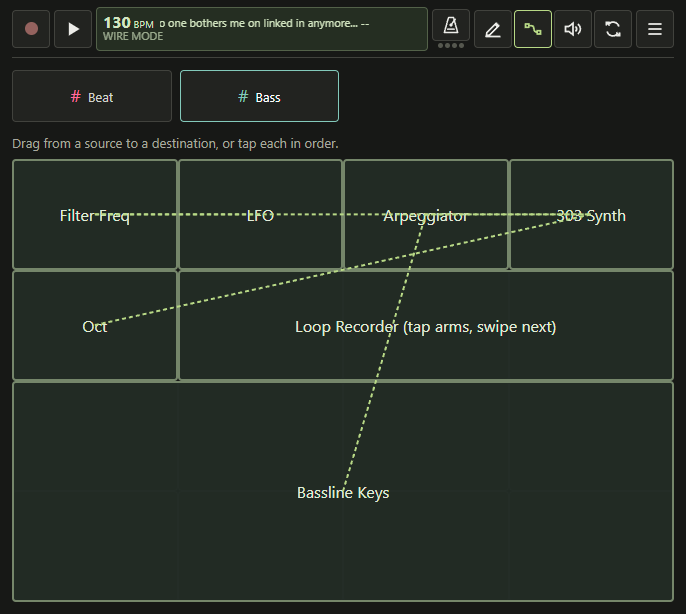 130 BPM o one bothers me on linked in anymore... --
WIRE MODE
# Beat
# Bass
Drag from a source to a destination, or tap each in order.
Filter Freq
LFO
Arpeggiator
303 Synth
Oct
Loop Recorder (tap arms, swipe next)
Bassline Keys